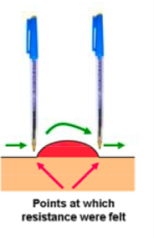 Points at which
resistance were felt